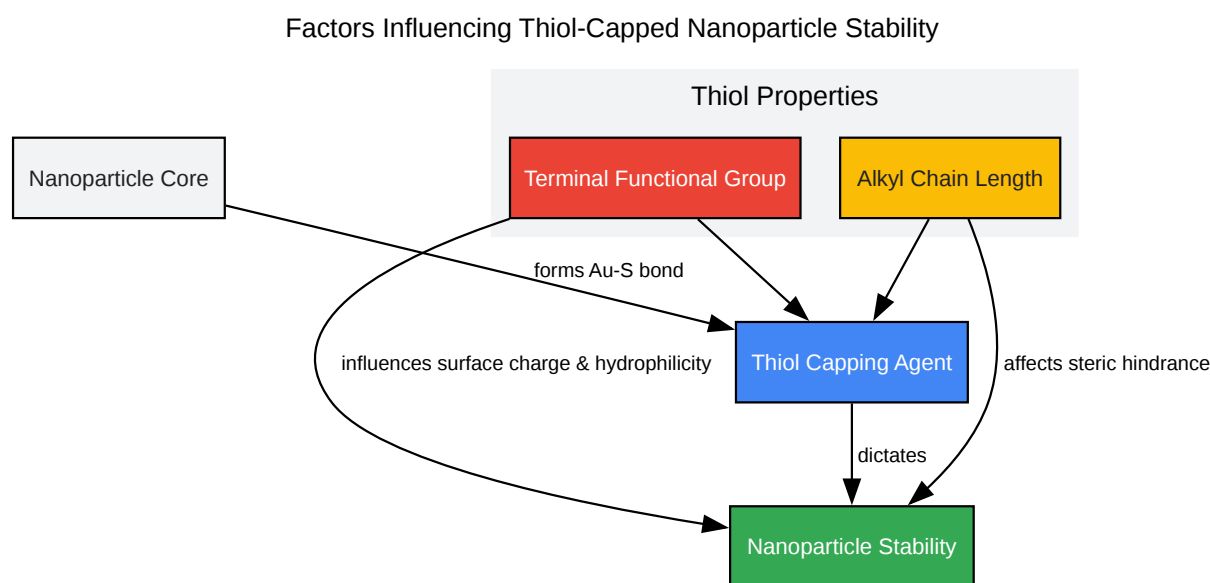 Factors Influencing Thiol-Capped Nanoparticle Stability
Thiol Properties
Nanoparticle Core
Terminal Functional Group
Alkyl Chain Length
forms Au-S bond
influences surface charge & hydrophilicity
Thiol Capping Agent
affects steric hindrance
dictates
Nanoparticle Stability